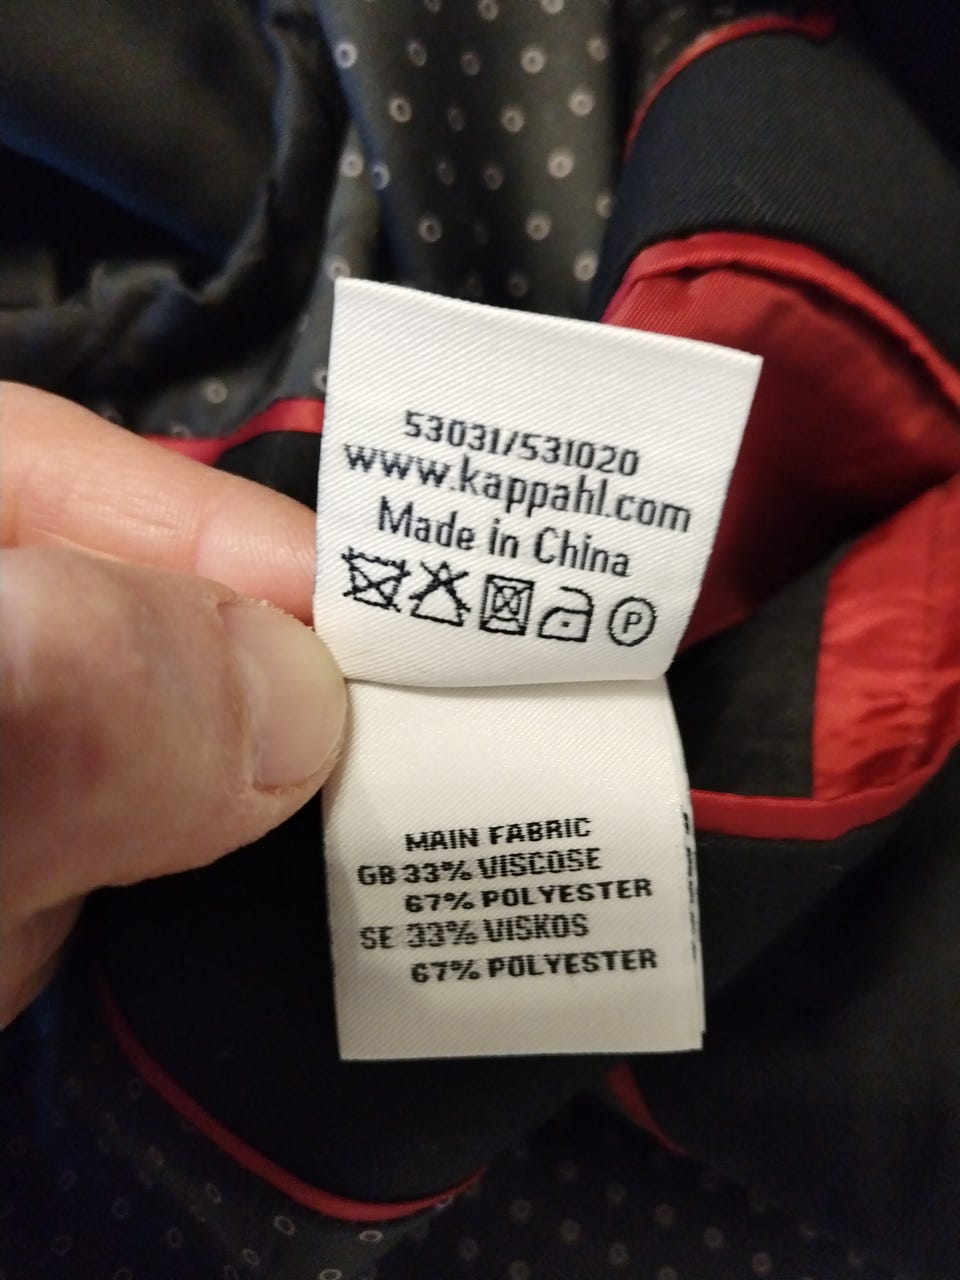 53031/531020
www.kappahl.com
Made in China
P
MAIN FABRIC
GB 33% VISCOSE
67% POLYESTER
SE 33% VISKOS
67% POLYESTER